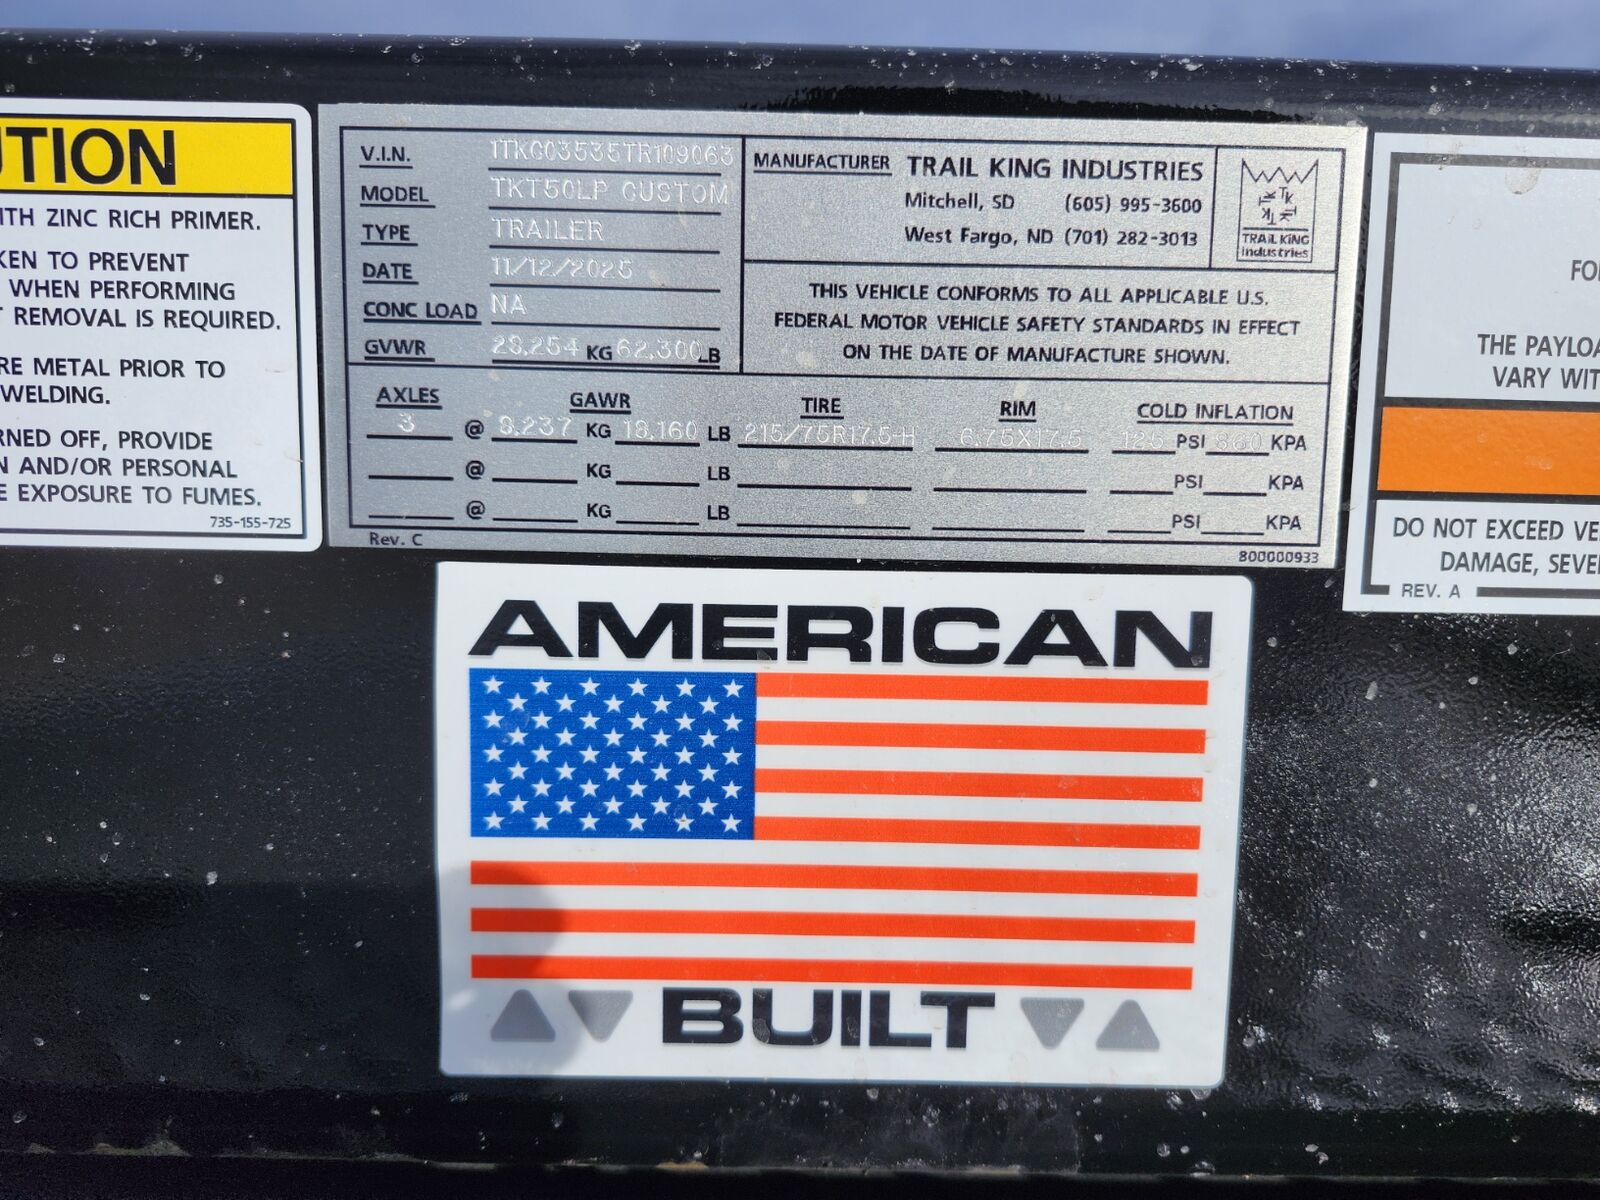 UTION
ITH ZINC RICH PRIMER.
KEN TO PREVENT
WHEN PERFORMING
T REMOVAL IS REQUIRED.
RE METAL PRIOR TO
WELDING.
RNED OFF, PROVIDE
N AND/OR PERSONAL
E EXPOSURE TO FUMES.
735-155-725
V.I.N. 1TKC03535TR109063
MODEL TKT50LP CUSTOM
TYPE TRAILER
DATE 11/12/2025
CONC LOAD NA
GVWR 28,254 KG 62,300 LB
MANUFACTURER TRAIL KING INDUSTRIES
Mitchell, SD (605) 995-3600
West Fargo, ND (701) 282-3013
TK
TK
TK
TRAIL KING
Industries
THIS VEHICLE CONFORMS TO ALL APPLICABLE U.S.
FEDERAL MOTOR VEHICLE SAFETY STANDARDS IN EFFECT
ON THE DATE OF MANUFACTURE SHOWN.
AXLES GAWR TIRE RIM COLD INFLATION
3 @ 8,237 KG 18,160 LB 215/75R17.5-H 6.75X17.5 125 PSI 860 KPA
@ KG LB PSI KPA
@ KG LB PSI KPA
Rev. C 800000933
FO
THE PAYLOA
VARY WIT
DO NOT EXCEED VE
DAMAGE, SEVE
REV. A
AMERICAN
BUILT